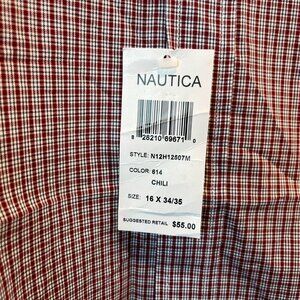 NAUTICA
8 28210 69671 0
STYLE: N12H12507M
COLOR: 614
CHILI
SIZE: 16 X 34/35
SUGGESTED RETAIL $55.00